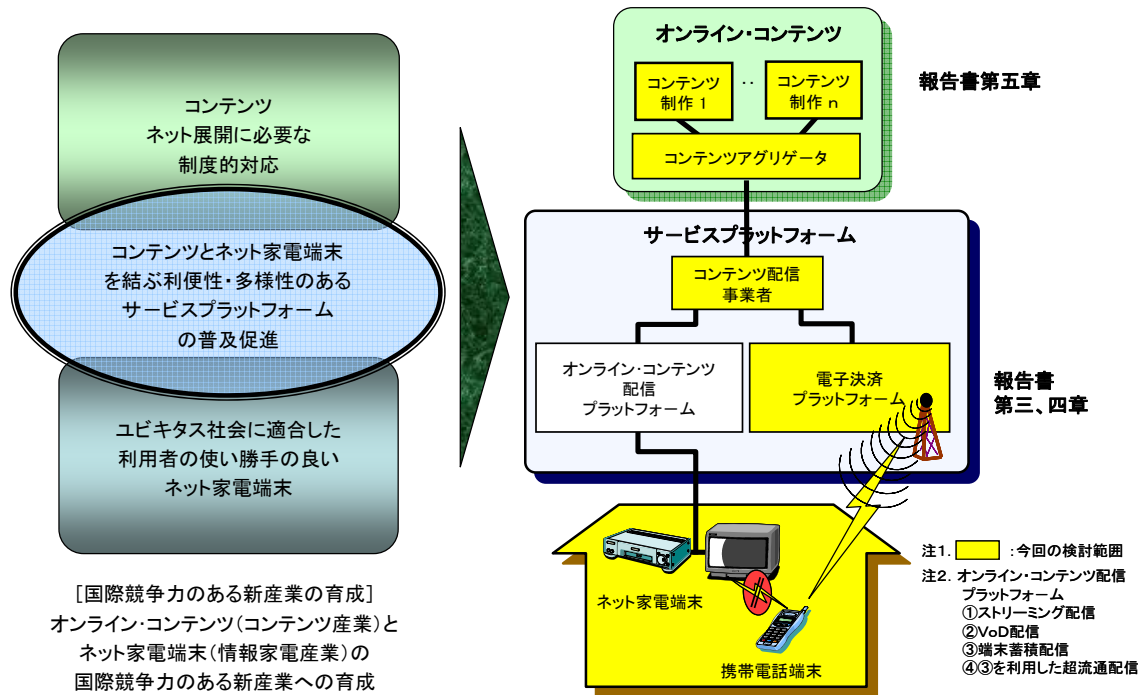 コンテンツ
ネット展開に必要な
制度的対応
コンテンツとネット家電端末
を結ぶ利便性・多様性のある
サービスプラットフォーム
の普及促進
ユビキタス社会に適合した
利用者の使い勝手の良い
ネット家電端末
[国際競争力のある新産業の育成]
オンライン・コンテンツ(コンテンツ産業)と
ネット家電端末(情報家電産業)の
国際競争力のある新産業への育成
オンライン・コンテンツ
コンテンツ
制作1
‥
コンテンツ
制作n
コンテンツアグリゲータ
報告書第五章
サービスプラットフォーム
コンテンツ配信
事業者
オンライン・コンテンツ
配信
プラットフォーム
電子決済
プラットフォーム
報告書
第三、四章
ネット家電端末
携帯電話端末
注1. :今回の検討範囲
注2. オンライン・コンテンツ配信
プラットフォーム
①ストリーミング配信
②VoD配信
③端末蓄積配信
④③を利用した超流通配信